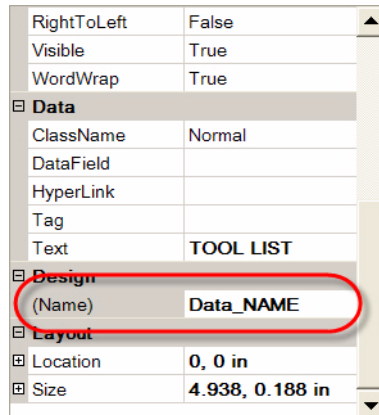 RightToLeft False
Visible True
WordWrap True
Data
ClassName Normal
DataField
HyperLink
Tag
Text TOOL LIST
Design
(Name) Data_NAME
Layout
Location 0, 0 in
Size 4.938, 0.188 in